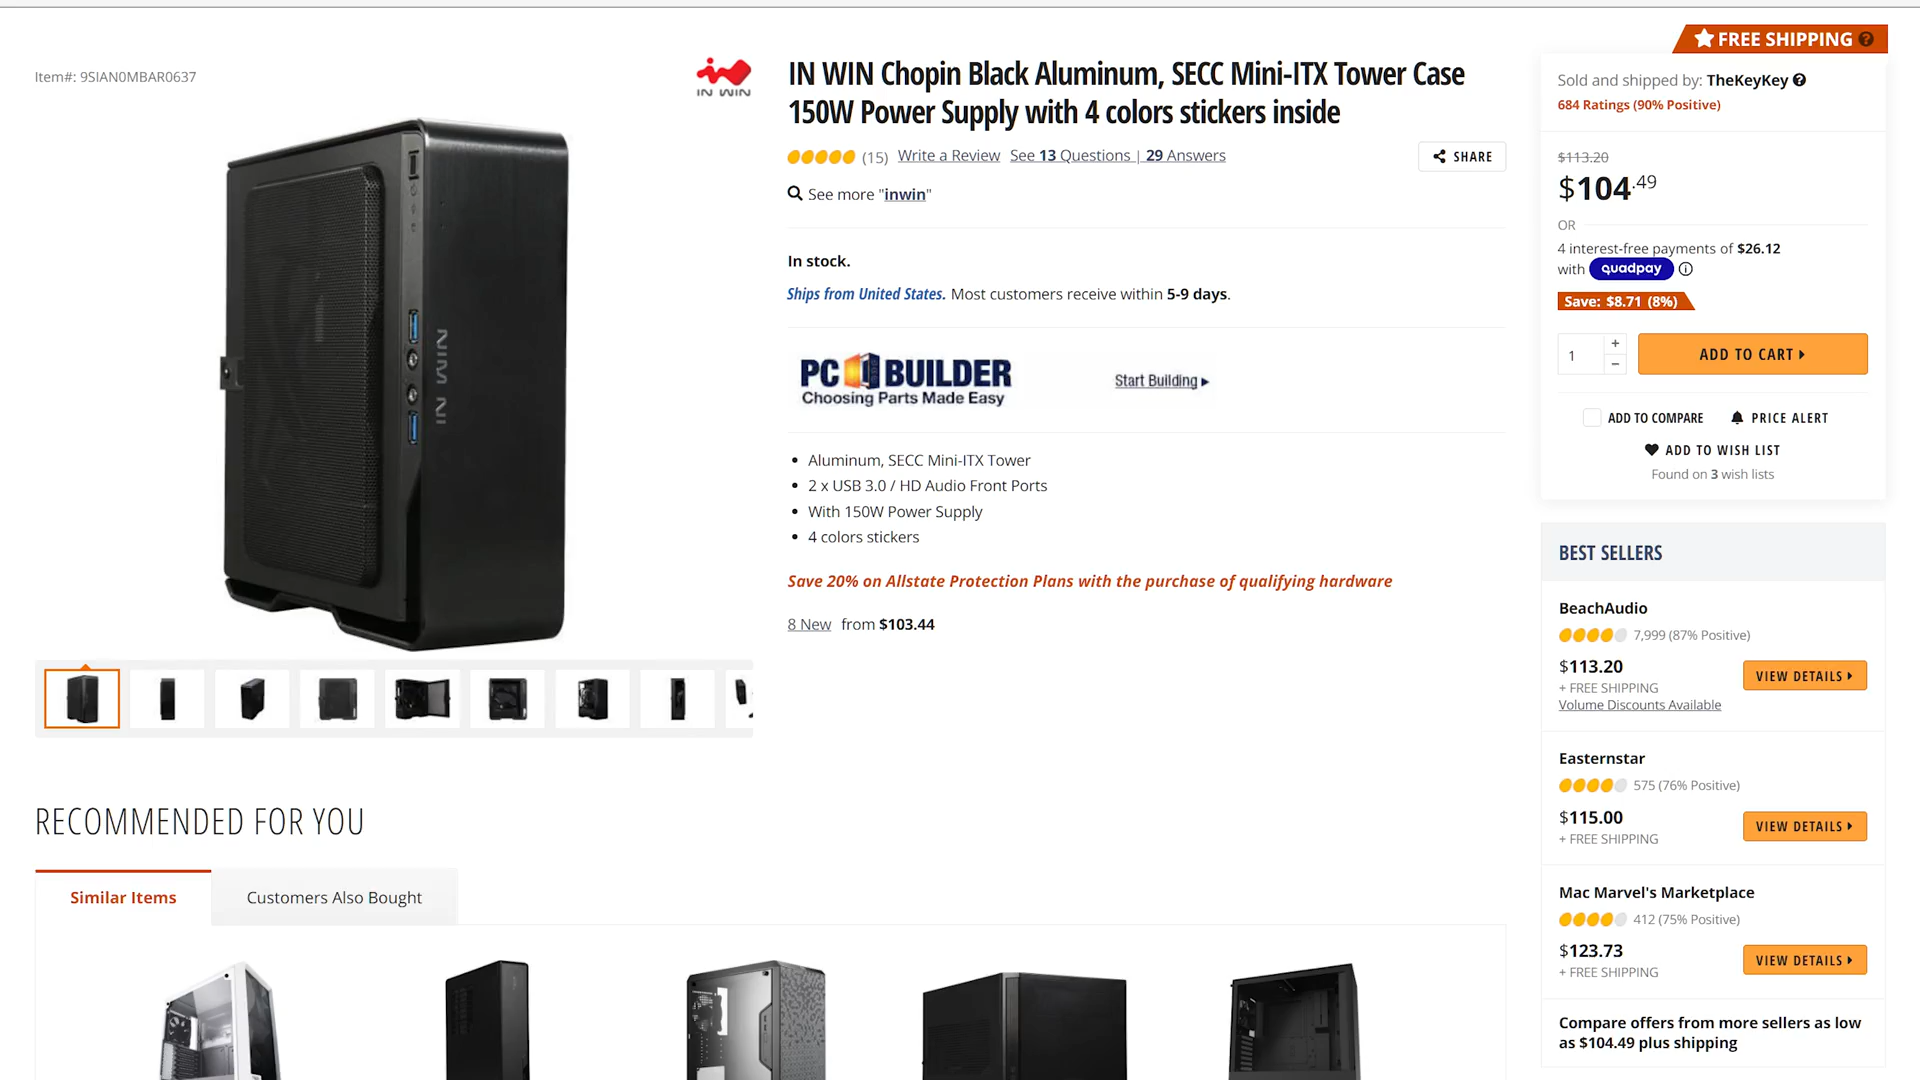 FREE SHIPPING
Item#: 9SIAN0MBAR0637
IN WIN
IN WIN Chopin Black Aluminum, SECC Mini-ITX Tower Case
150W Power Supply with 4 colors stickers inside
(15) Write a Review See 13 Questions | 29 Answers
SHARE
See more "inwin"
In stock.
Ships from United States. Most customers receive within 5-9 days.
PC BUILDER
Choosing Parts Made Easy
Start Building
Aluminum, SECC Mini-ITX Tower
2 x USB 3.0 / HD Audio Front Ports
With 150W Power Supply
4 colors stickers
Save 20% on Allstate Protection Plans with the purchase of qualifying hardware
8 New from $103.44
IN WIN
Sold and shipped by: TheKeyKey
684 Ratings (90% Positive)
$113.20
$104.49
OR
4 interest-free payments of $26.12
with quadpay
Save: $8.71 (8%)
1
+
−
ADD TO CART
ADD TO COMPARE
PRICE ALERT
ADD TO WISH LIST
Found on 3 wish lists
BEST SELLERS
BeachAudio
7,999 (87% Positive)
$113.20
+ FREE SHIPPING
Volume Discounts Available
VIEW DETAILS
Easternstar
575 (76% Positive)
$115.00
+ FREE SHIPPING
VIEW DETAILS
Mac Marvel's Marketplace
412 (75% Positive)
$123.73
+ FREE SHIPPING
VIEW DETAILS
Compare offers from more sellers as low
as $104.49 plus shipping
RECOMMENDED FOR YOU
Similar Items
Customers Also Bought